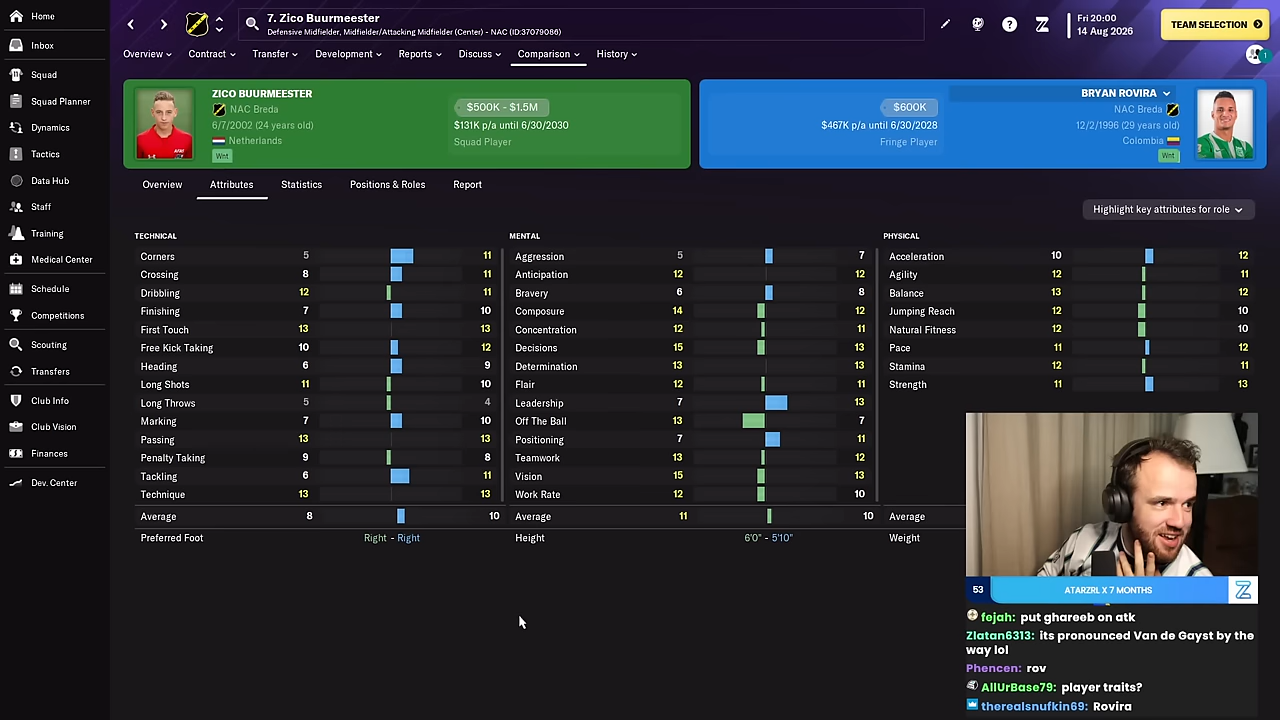 Home
Inbox
Squad
Squad Planner
Dynamics
Tactics
Data Hub
Staff
Training
Medical Center
Schedule
Competitions
Scouting
Transfers
Club Info
Club Vision
Finances
Dev. Center
7. Zico Buurmeester
Defensive Midfielder, Midfielder/Attacking Midfielder (Center) - NAC (ID:37079086)
Fri 20:00
14 Aug 2026
TEAM SELECTION
1
Overview Contract Transfer Development Reports Discuss Comparison History
ZICO BUURMEESTER
NAC Breda
6/7/2002 (24 years old)
Netherlands
Wnt
$500K - $1.5M
$131K p/a until 6/30/2030
Squad Player
BRYAN ROVIRA
$600K
NAC Breda
$467K p/a until 6/30/2028
12/2/1996 (29 years old)
Fringe Player
Colombia
Wnt
Overview Attributes Statistics Positions & Roles Report
Highlight key attributes for role
TECHNICAL
Corners 5 11
Crossing 8 11
Dribbling 12 11
Finishing 7 10
First Touch 13 13
Free Kick Taking 10 12
Heading 6 9
Long Shots 11 10
Long Throws 5 4
Marking 7 10
Passing 13 13
Penalty Taking 9 8
Tackling 6 11
Technique 13 13
Average 8 10
Preferred Foot Right - Right
MENTAL
Aggression 5 7
Anticipation 12 12
Bravery 6 8
Composure 14 12
Concentration 12 11
Decisions 15 13
Determination 13 13
Flair 12 11
Leadership 7 13
Off The Ball 13 7
Positioning 7 11
Teamwork 13 12
Vision 15 13
Work Rate 12 10
Average 11 10
Height 6'0" - 5'10"
PHYSICAL
Acceleration 10 12
Agility 12 11
Balance 13 12
Jumping Reach 12 10
Natural Fitness 12 10
Pace 11 12
Stamina 12 11
Strength 11 13
Average
Weight
53 ATARZRL X 7 MONTHS
fejah: put ghareeb on atk
Zlatan6313: its pronounced Van de Gayst by the
way lol
Phencen: rov
AllUrBase79: player traits?
therealsnufkin69: Rovira